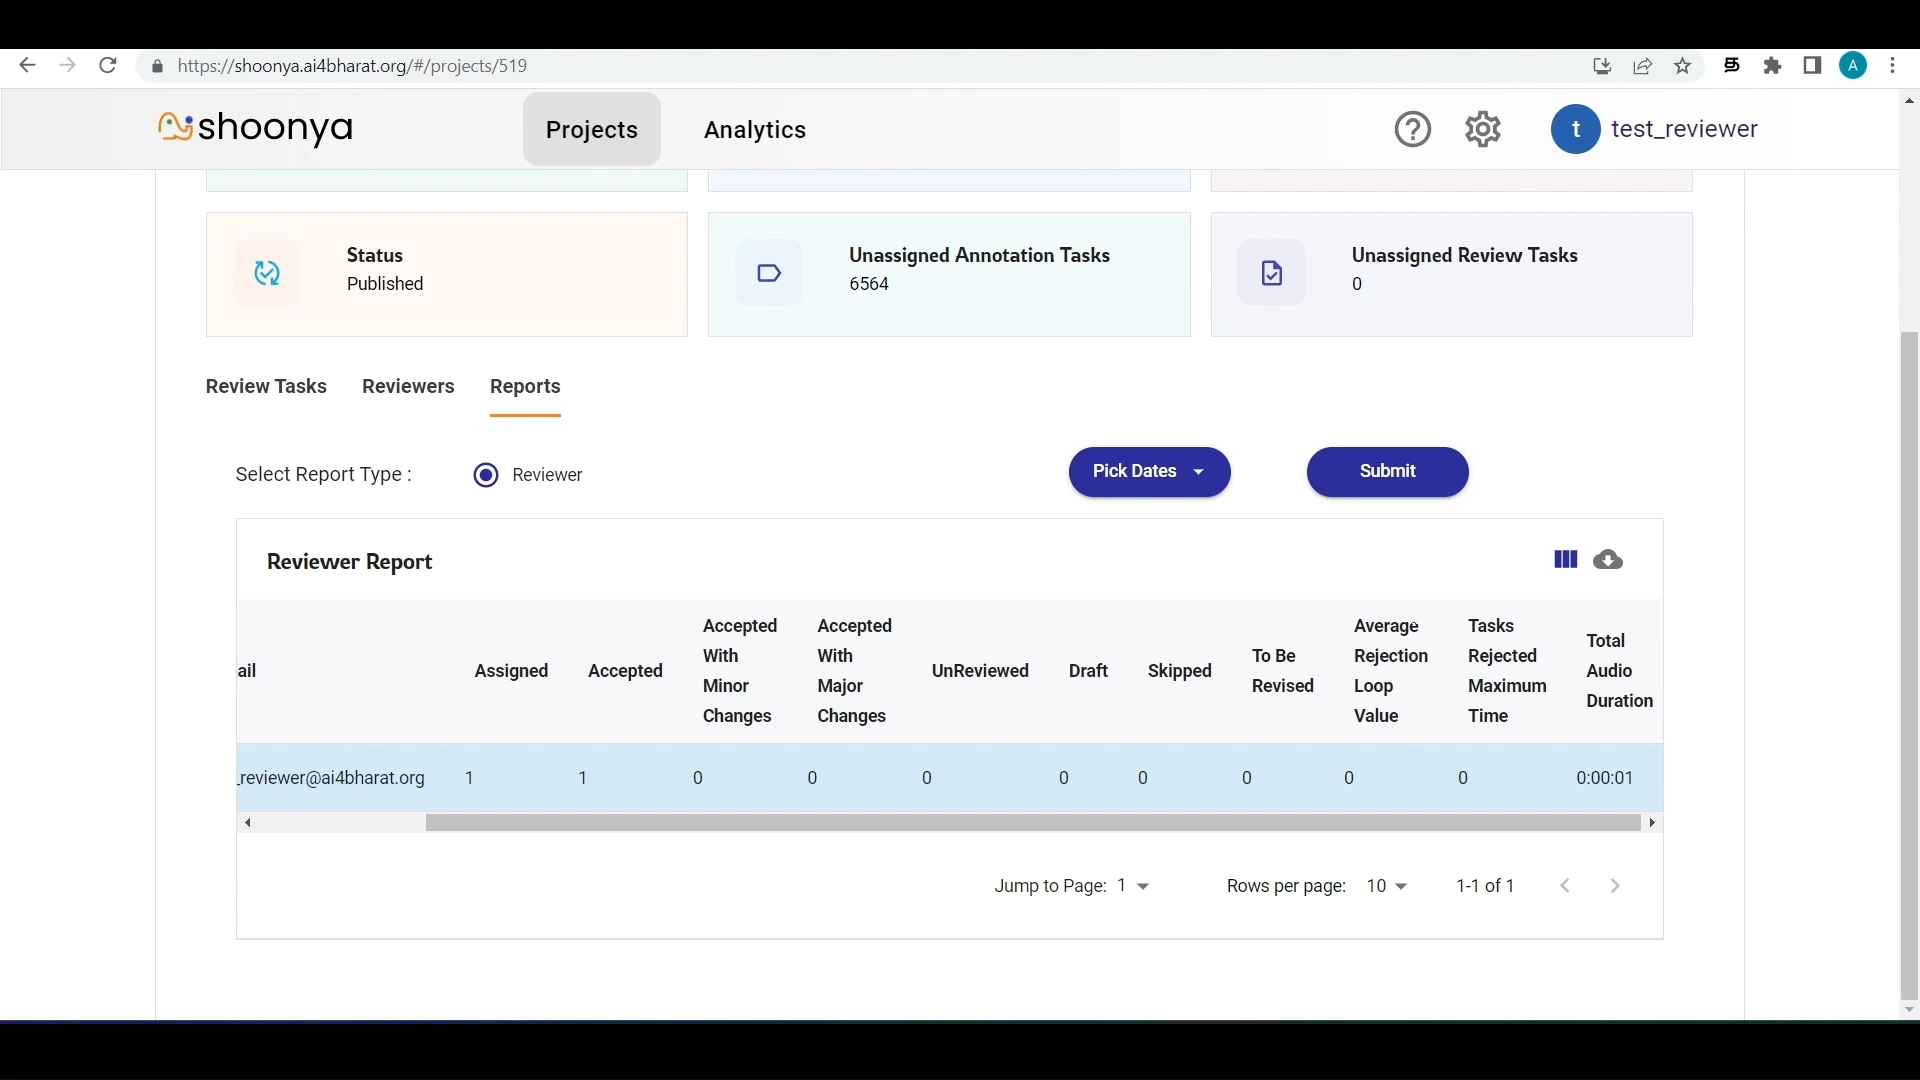 https://shoonya.ai4bharat.org/#/projects/519
A
shoonya
Projects
Analytics
t
test_reviewer
Status
Published
Unassigned Annotation Tasks
6564
Unassigned Review Tasks
0
Review Tasks
Reviewers
Reports
Select Report Type :
Reviewer
Pick Dates
Submit
Reviewer Report
ail
Assigned
Accepted
Accepted
With
Minor
Changes
Accepted
With
Major
Changes
UnReviewed
Draft
Skipped
To Be
Revised
Average
Rejection
Loop
Value
Tasks
Rejected
Maximum
Time
Total
Audio
Duration
_reviewer@ai4bharat.org 1 1 0 0 0 0 0 0 0 0 0:00:01
Jump to Page: 1
Rows per page: 10
1-1 of 1